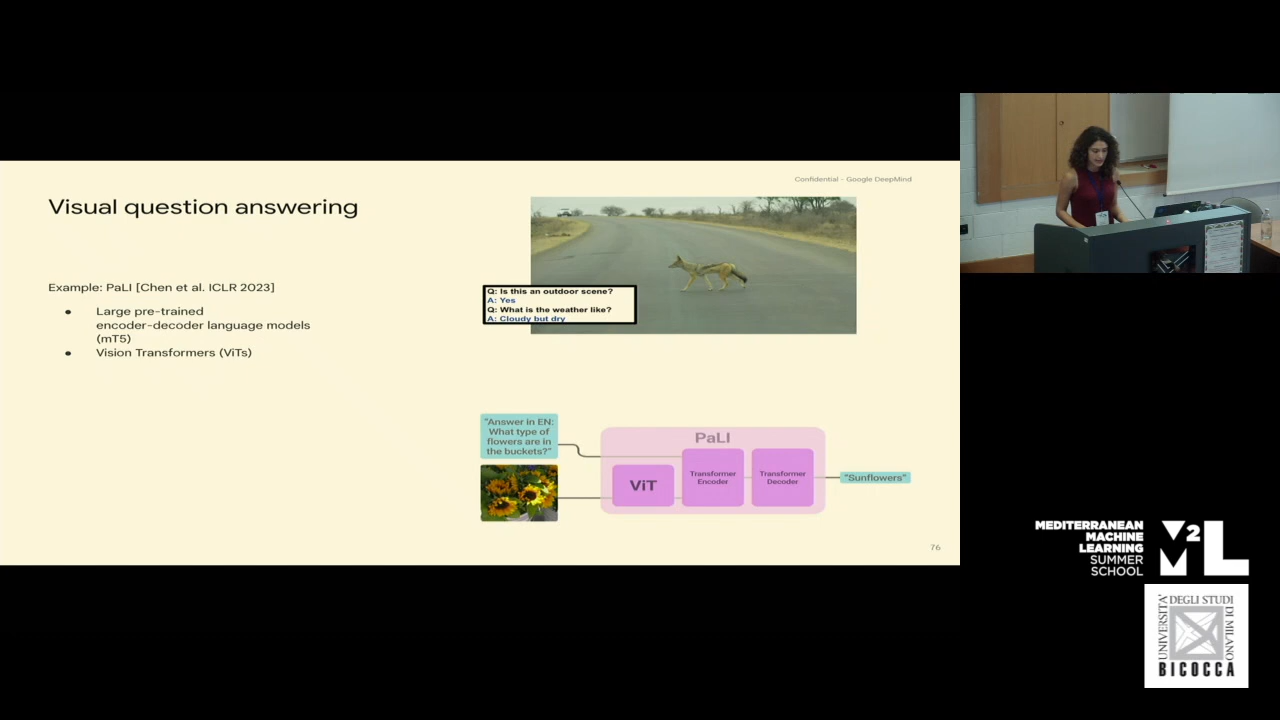 Confidential - Google DeepMind
Visual question answering
Example: PaLI [Chen et al. ICLR 2023]
● Large pre-trained
encoder-decoder language models
(mT5)
● Vision Transformers (ViTs)
Q: Is this an outdoor scene?
A: Yes
Q: What is the weather like?
A: Cloudy but dry
"Answer in EN:
What type of
flowers are in
the buckets?"
PaLI
ViT
Transformer
Encoder
Transformer
Decoder
"Sunflowers"
76
MEDITERRANEAN
MACHINE
LEARNING
SUMMER
SCHOOL
M2L
UNIVERSITÀ
DEGLI STUDI
DI MILANO
BICOCCA